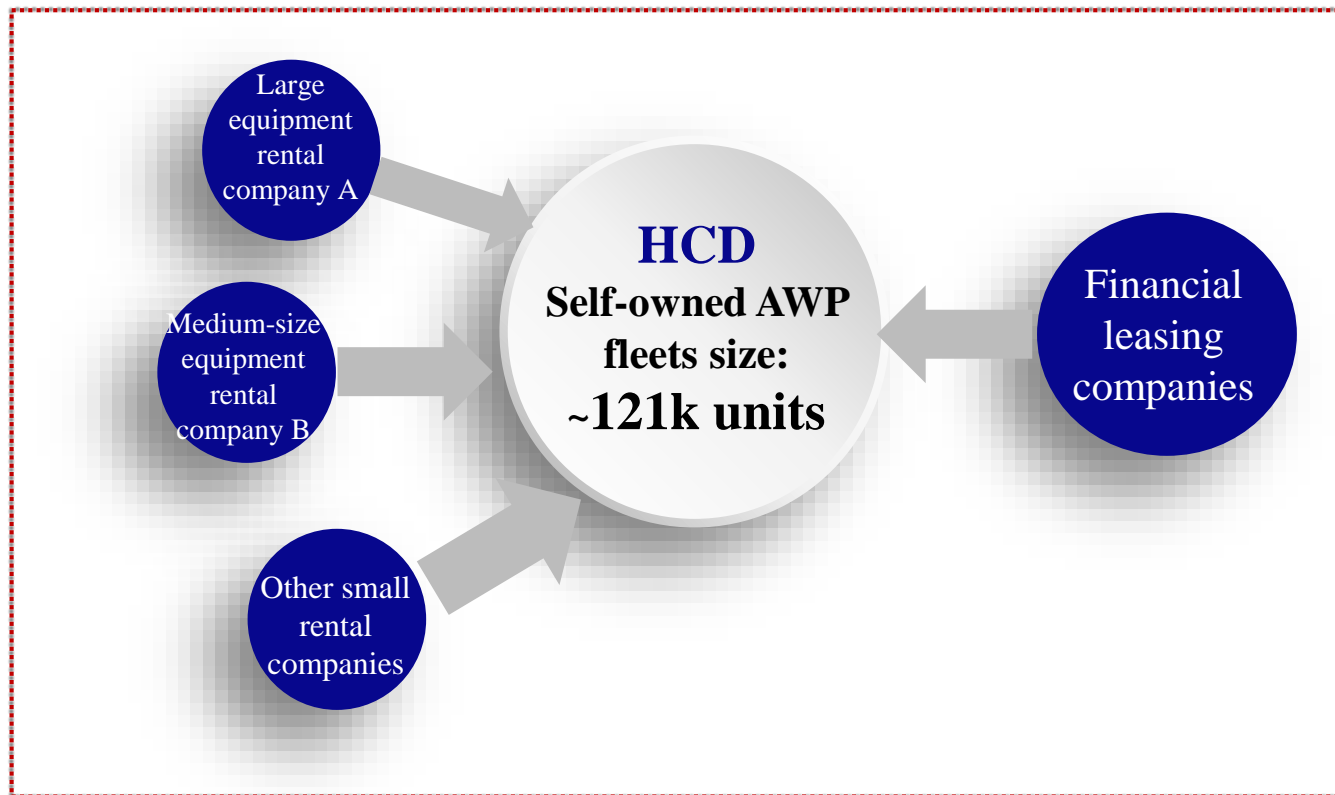 Large
equipment
rental
company A
Medium-size
equipment
rental
company B
Other small
rental
companies
HCD
Self-owned AWP
fleets size:
~121k units
Financial
leasing
companies